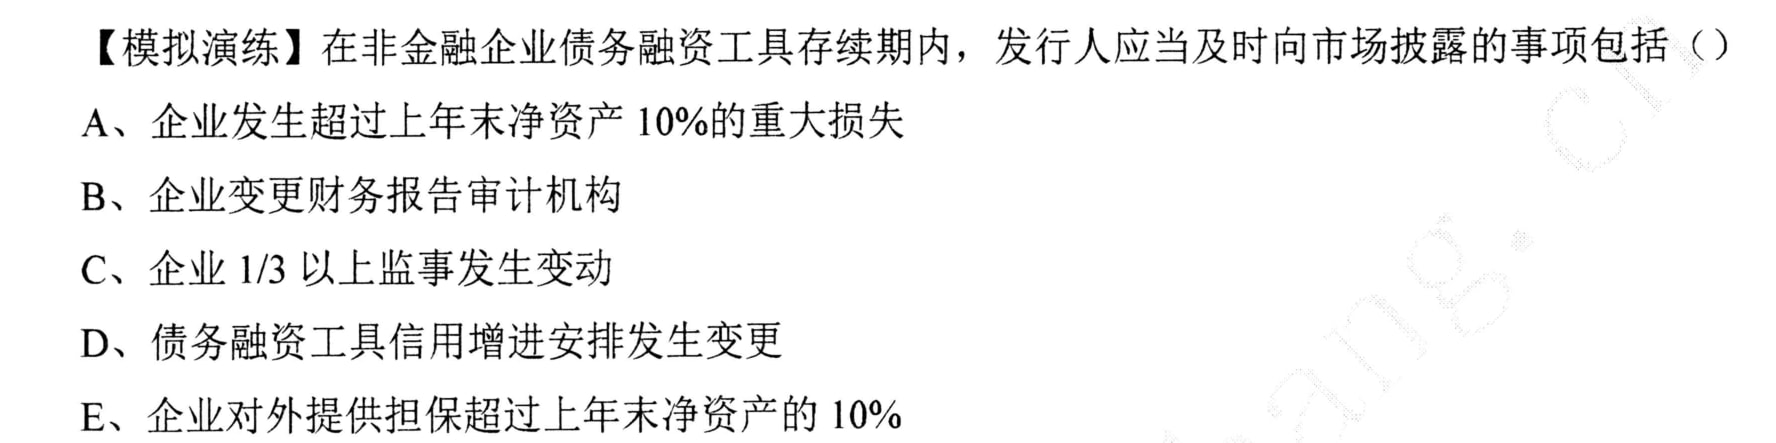 【模拟演练】在非金融企业债务融资工具存续期内，发行人应当及时向市场披露的事项包括（）
A、企业发生超过上年末净资产 10%的重大损失
B、企业变更财务报告审计机构
C、企业 1/3 以上监事发生变动
D、债务融资工具信用增进安排发生变更
E、企业对外提供担保超过上年末净资产的 10%